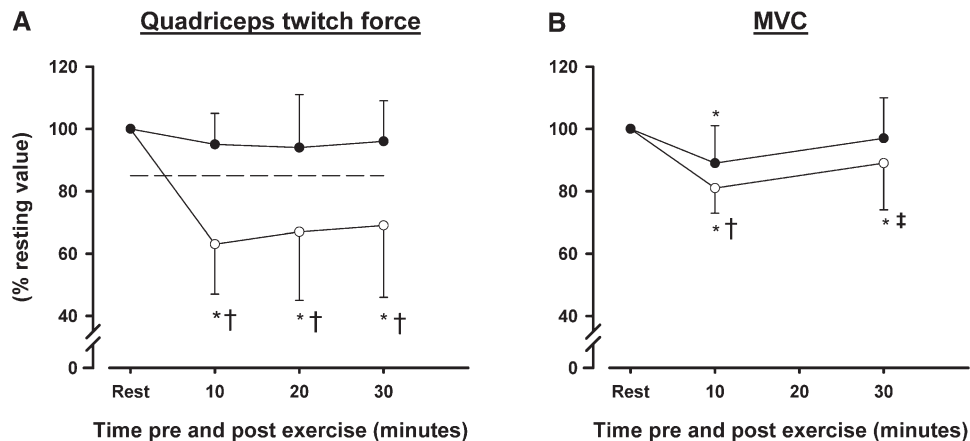 A
Quadriceps twitch force
(% resting value)
120
100
80
60
40
0
*† *† *†
Rest 10 20 30
Time pre and post exercise (minutes)
B
MVC
120
100
80
60
40
0
*
*†
*‡
Rest 10 20 30
Time pre and post exercise (minutes)